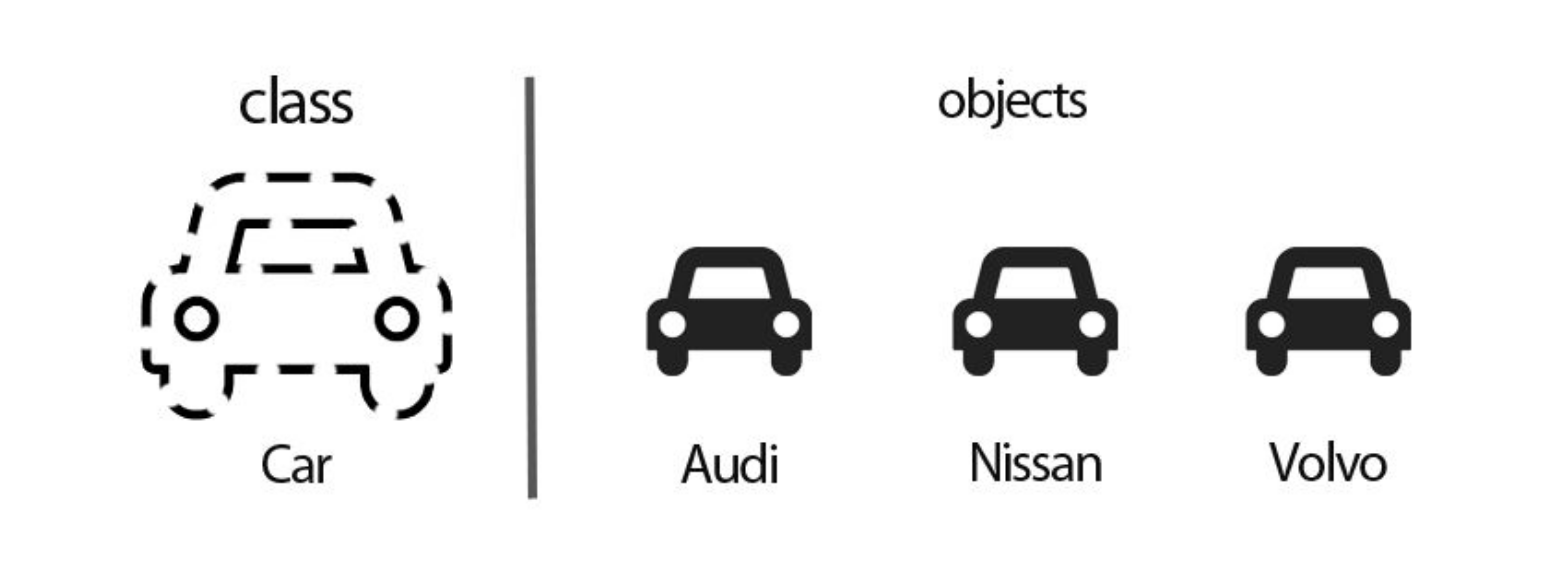 class
objects
Car
Audi
Nissan
Volvo